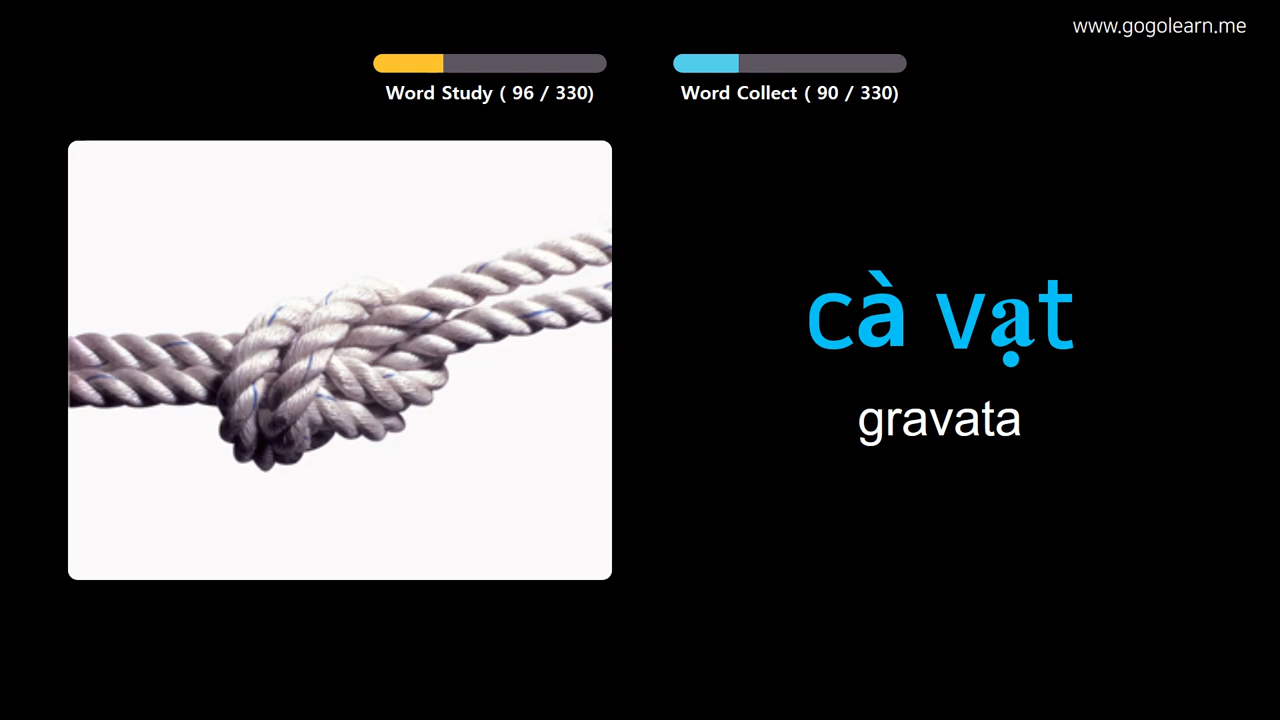 www.gogolearn.me
Word Study ( 96 / 330)
Word Collect ( 90 / 330)
cà vạt
gravata